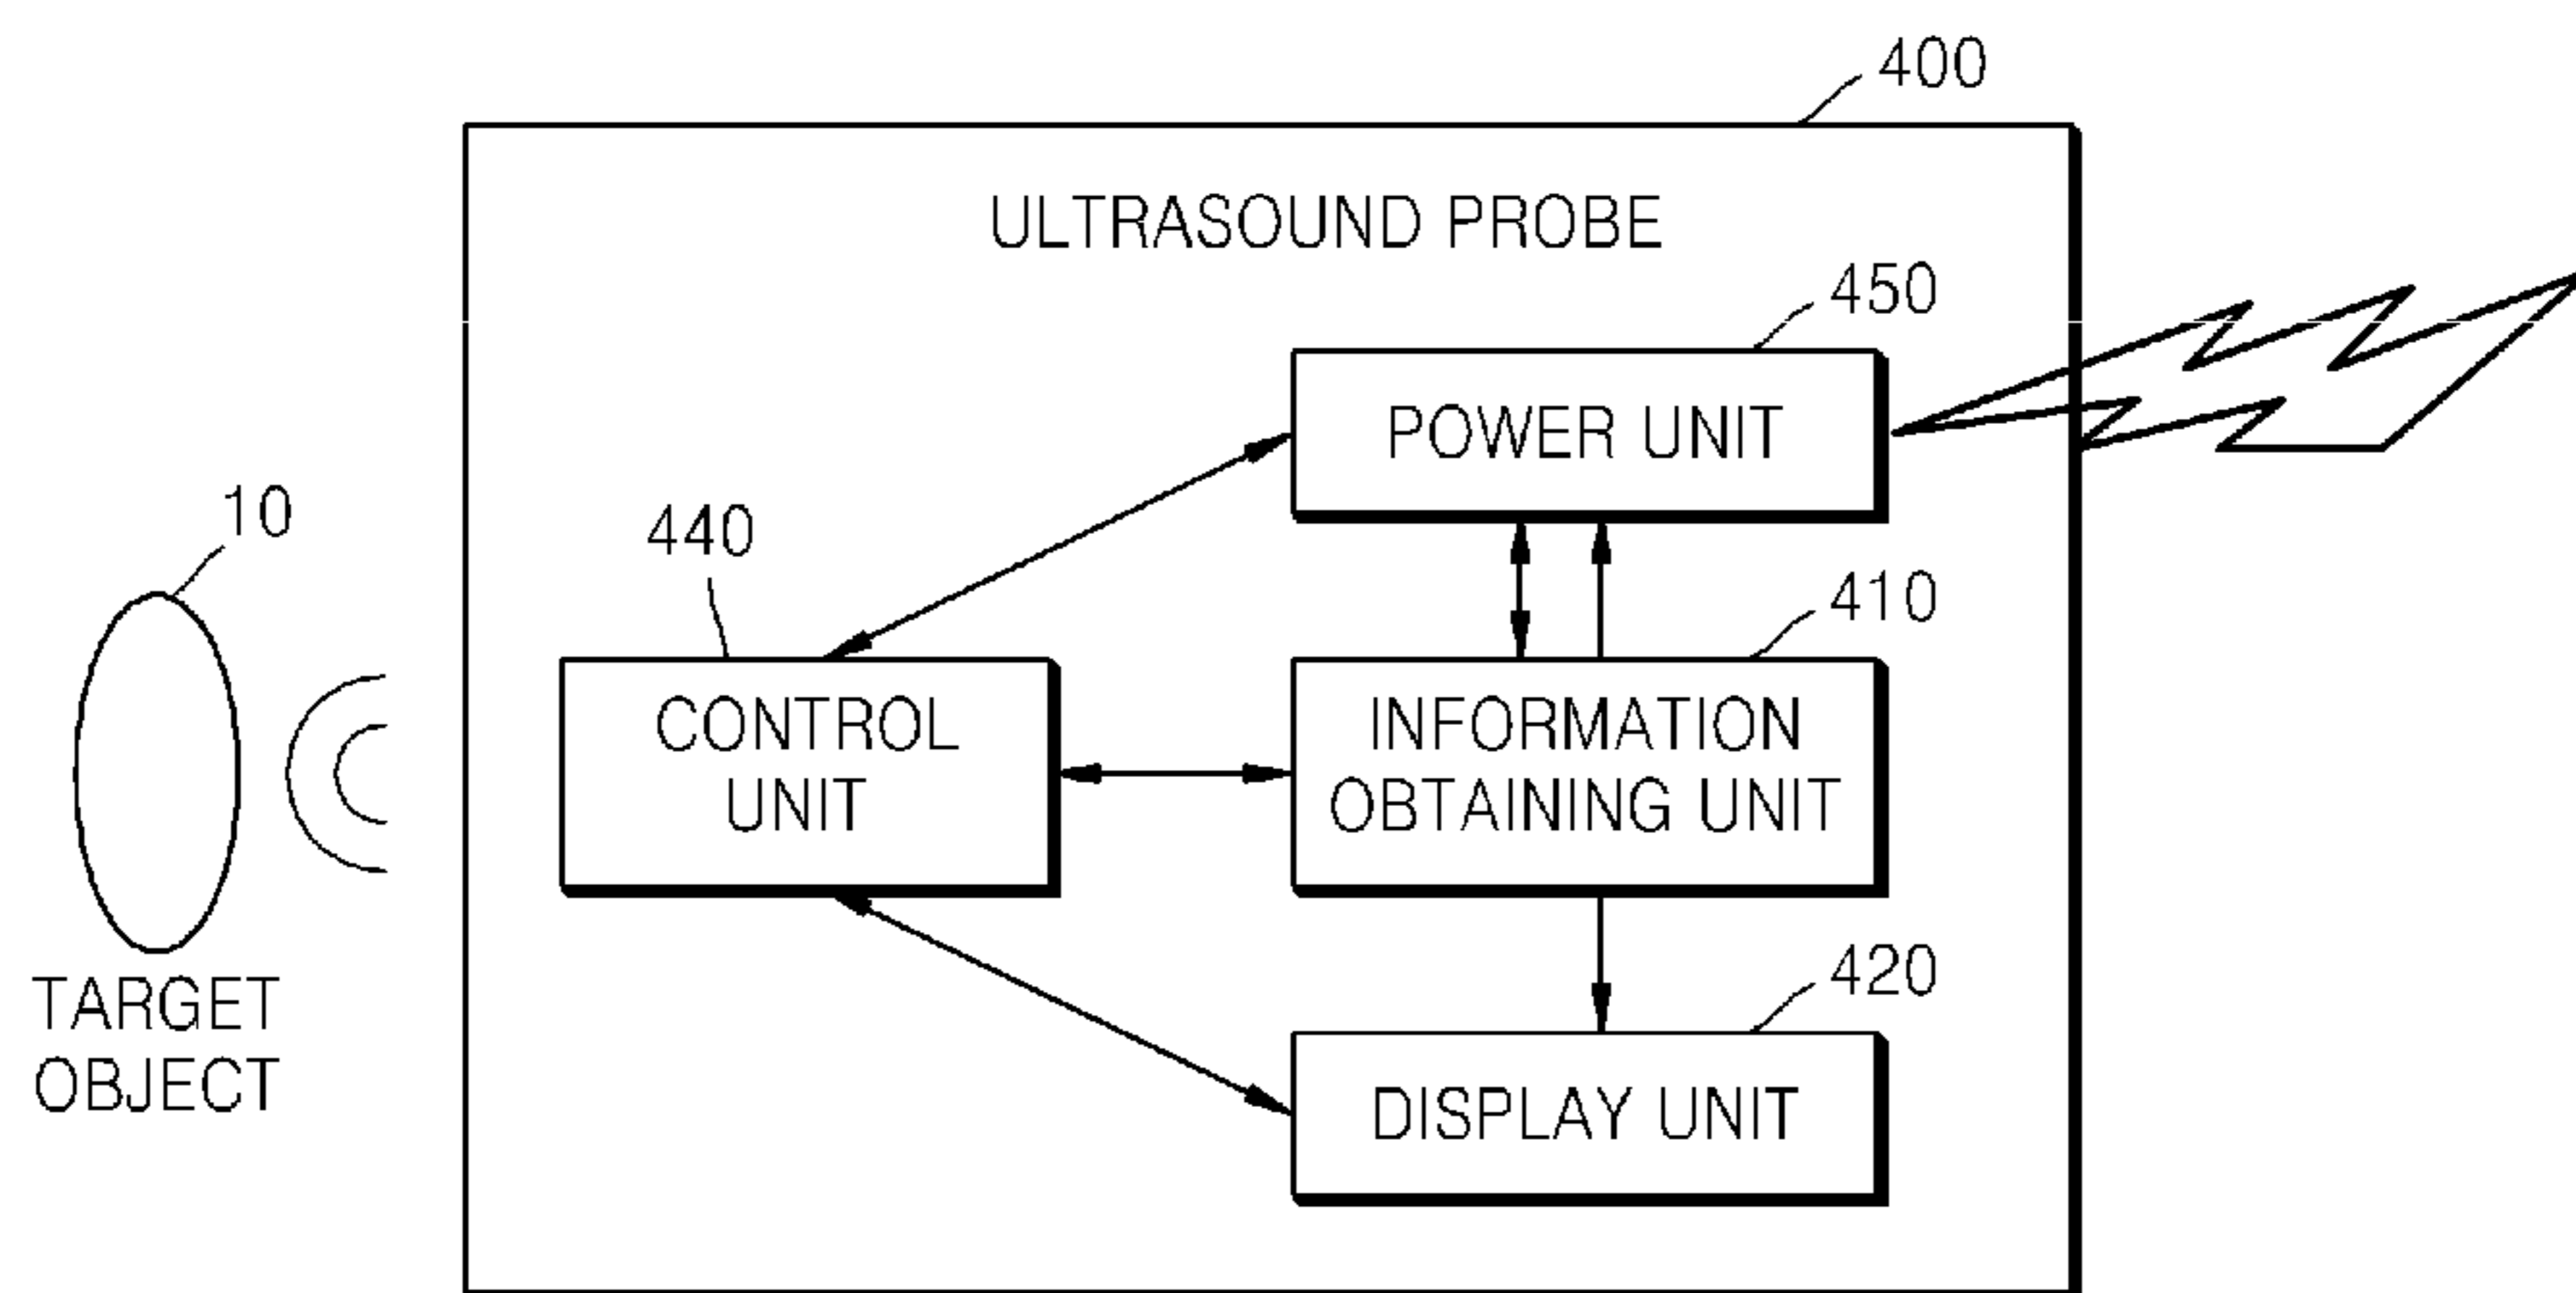 400
ULTRASOUND PROBE
450
POWER UNIT
10
440
410
CONTROL
UNIT
INFORMATION
OBTAINING UNIT
420
TARGET
OBJECT
DISPLAY UNIT